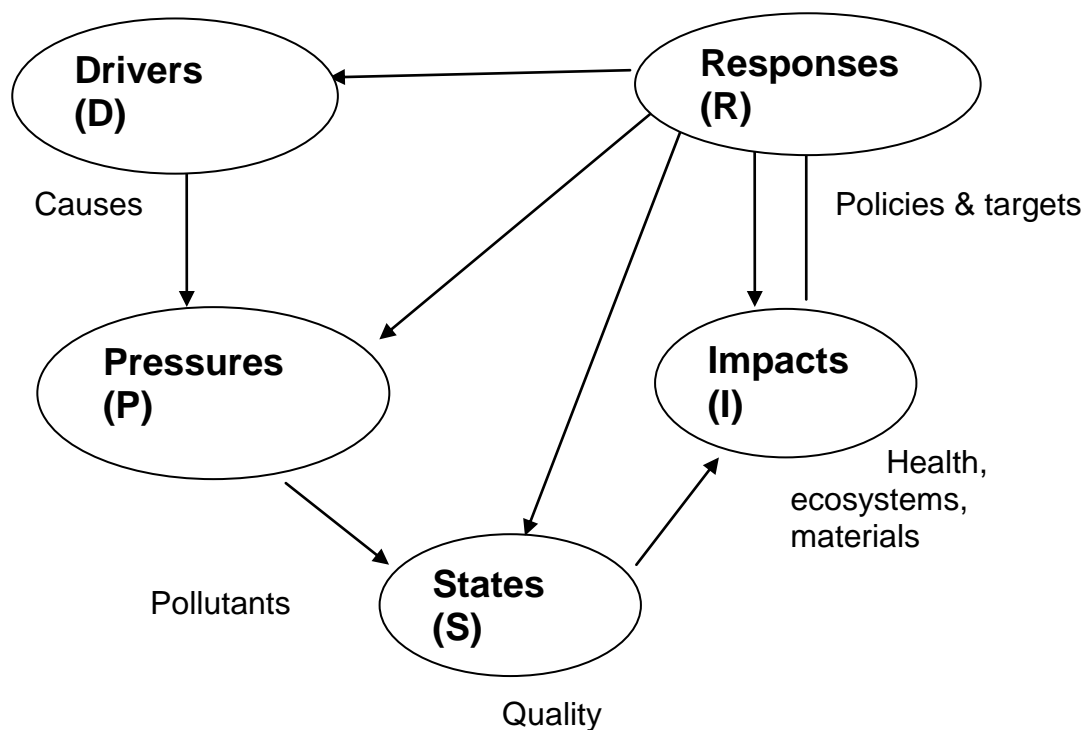 Drivers
(D)
Responses
(R)
Causes
Policies & targets
Pressures
(P)
Impacts
(I)
Health,
ecosystems,
materials
Pollutants
States
(S)
Quality